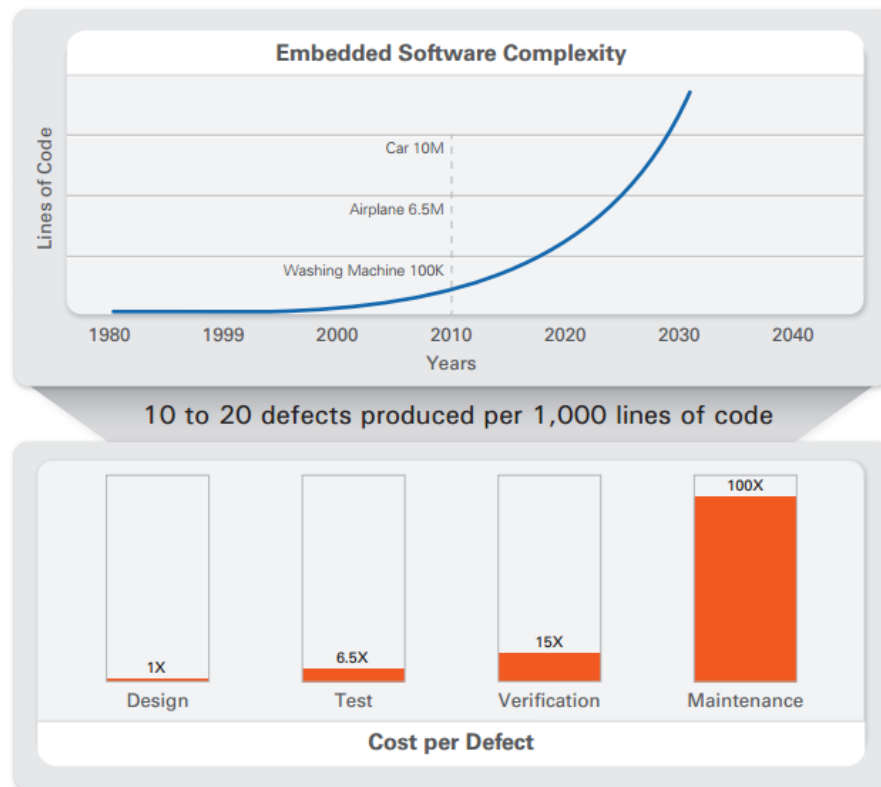 Embedded Software Complexity
Lines of Code
Car 10M
Airplane 6.5M
Washing Machine 100K
1980 1999 2000 2010 2020 2030 2040
Years
10 to 20 defects produced per 1,000 lines of code
1X 6.5X 15X 100X
Design Test Verification Maintenance
Cost per Defect